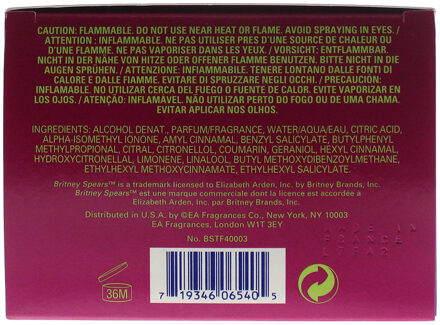 CAUTION: FLAMMABLE. DO NOT USE NEAR HEAT OR FLAME. AVOID SPRAYING IN EYES./
ATTENTION : INFLAMMABLE. NE PAS UTILISER PRES D'UNE SOURCE DE CHALEUR OU
D'UNE FLAMME. NE PAS VAPORISER DANS LES YEUX. / VORSICHT: ENTFLAMMBAR.
NICHT IN DER NÄHE VON HITZE ODER OFFENER FLAMME BENUTZEN. BITTE NICHT IN DIE
AUGEN SPRÜHEN. / ATTENZIONE: INFIAMMABILE. TENERE LONTANO DALLE FONTI DI
CALORE E DALLE FIAMME. EVITARE DI SPRUZZARE NEGLI OCCHI. / PRECAUCIÓN:
INFLAMABLE. NO UTILIZAR CERCA DEL FUEGO O FUENTE DE CALOR. EVITE VAPORIZAR EN
LOS OJOS. / ATENÇÃO: INFLAMÁVEL. NÃO UTILIZAR PERTO DO FOGO OU DE UMA CHAMA.
EVITAR APLICAR NOS OLHOS.
INGREDIENTS: ALCOHOL DENAT., PARFUM/FRAGRANCE, WATER/AQUA/EAU, CITRIC ACID,
ALPHA-ISOMETHYL IONONE, AMYL CINNAMAL, BENZYL SALICYLATE, BUTYLPHENYL
METHYLPROPIONAL, CITRAL, CITRONELLOL, COUMARIN, GERANIOL, HEXYL CINNAMAL,
HYDROXYCITRONELLAL, LIMONENE, LINALOOL, BUTYL METHOXYDIBENZOYLMETHANE,
ETHYLHEXYL METHOXYCINNAMATE, ETHYLHEXYL SALICYLATE.
Britney Spears™ is a trademark licensed to Elizabeth Arden, Inc. by Britney Brands, Inc.
Britney Spears™ est une marque commerciale dont la licence est accordée à
Elizabeth Arden, Inc par Britney Brands, Inc.
Distributed in U.S.A. by ©EA Fragrances Co., New York, NY 10003
EA Fragrances, London W1T 3EY
No. BSTF40003
MADE IN
FRANCE
36M
7 19346 06540 5